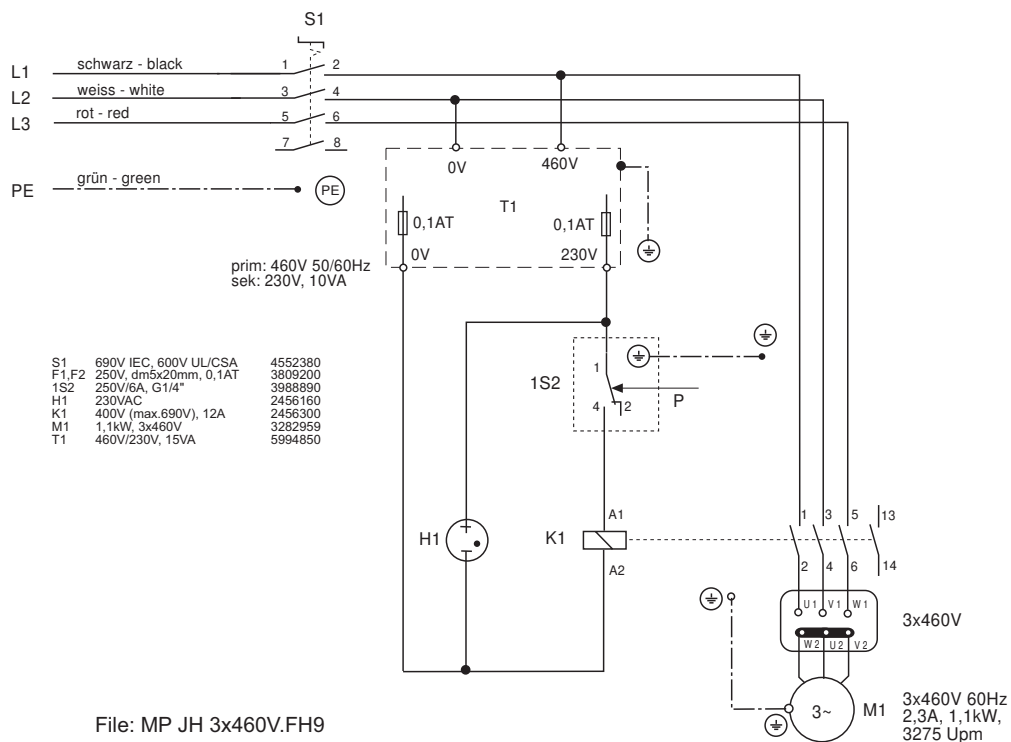 S1
L1 schwarz - black 1 2
L2 weiss - white 3 4
L3 rot - red 5 6
7 8
PE grün - green PE
0V 460V
T1
0,1AT 0,1AT
0V 230V
prim: 460V 50/60Hz
sek: 230V, 10VA
S1 690V IEC, 600V UL/CSA 4552380
F1,F2 250V, dm5x20mm, 0,1AT 3809200
1S2 250V/6A, G1/4" 3988890
H1 230VAC 2456160
K1 400V (max.690V), 12A 2456300
M1 1,1kW, 3x460V 3282959
T1 460V/230V, 15VA 5994850
1
1S2
4 2
P
H1
K1
A1
A2
1 3 5 13
2 4 6 14
U1 V1 W1
3x460V
W2 U2 V2
3~
M1
3x460V 60Hz
2,3A, 1,1kW,
3275 Upm
File: MP JH 3x460V.FH9